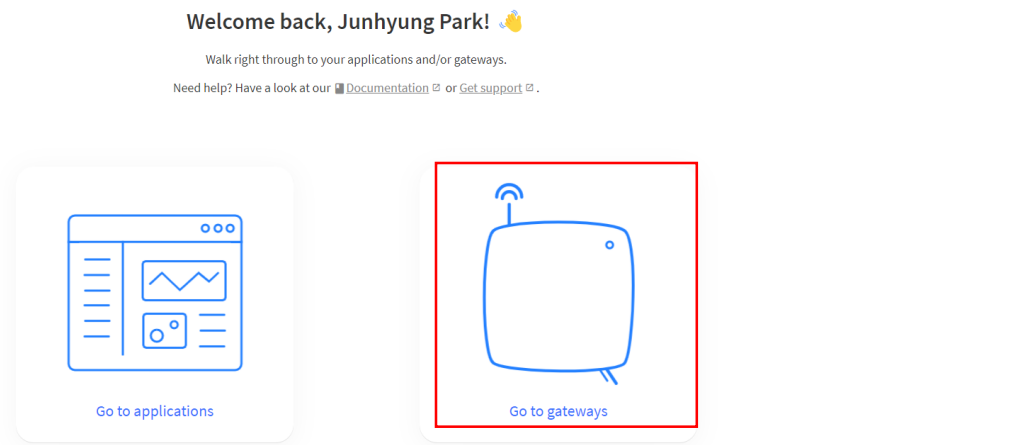 Welcome back, Junhyung Park! 👋
Walk right through to your applications and/or gateways.
Need help? Have a look at our Documentation or Get support .
Go to applications
Go to gateways